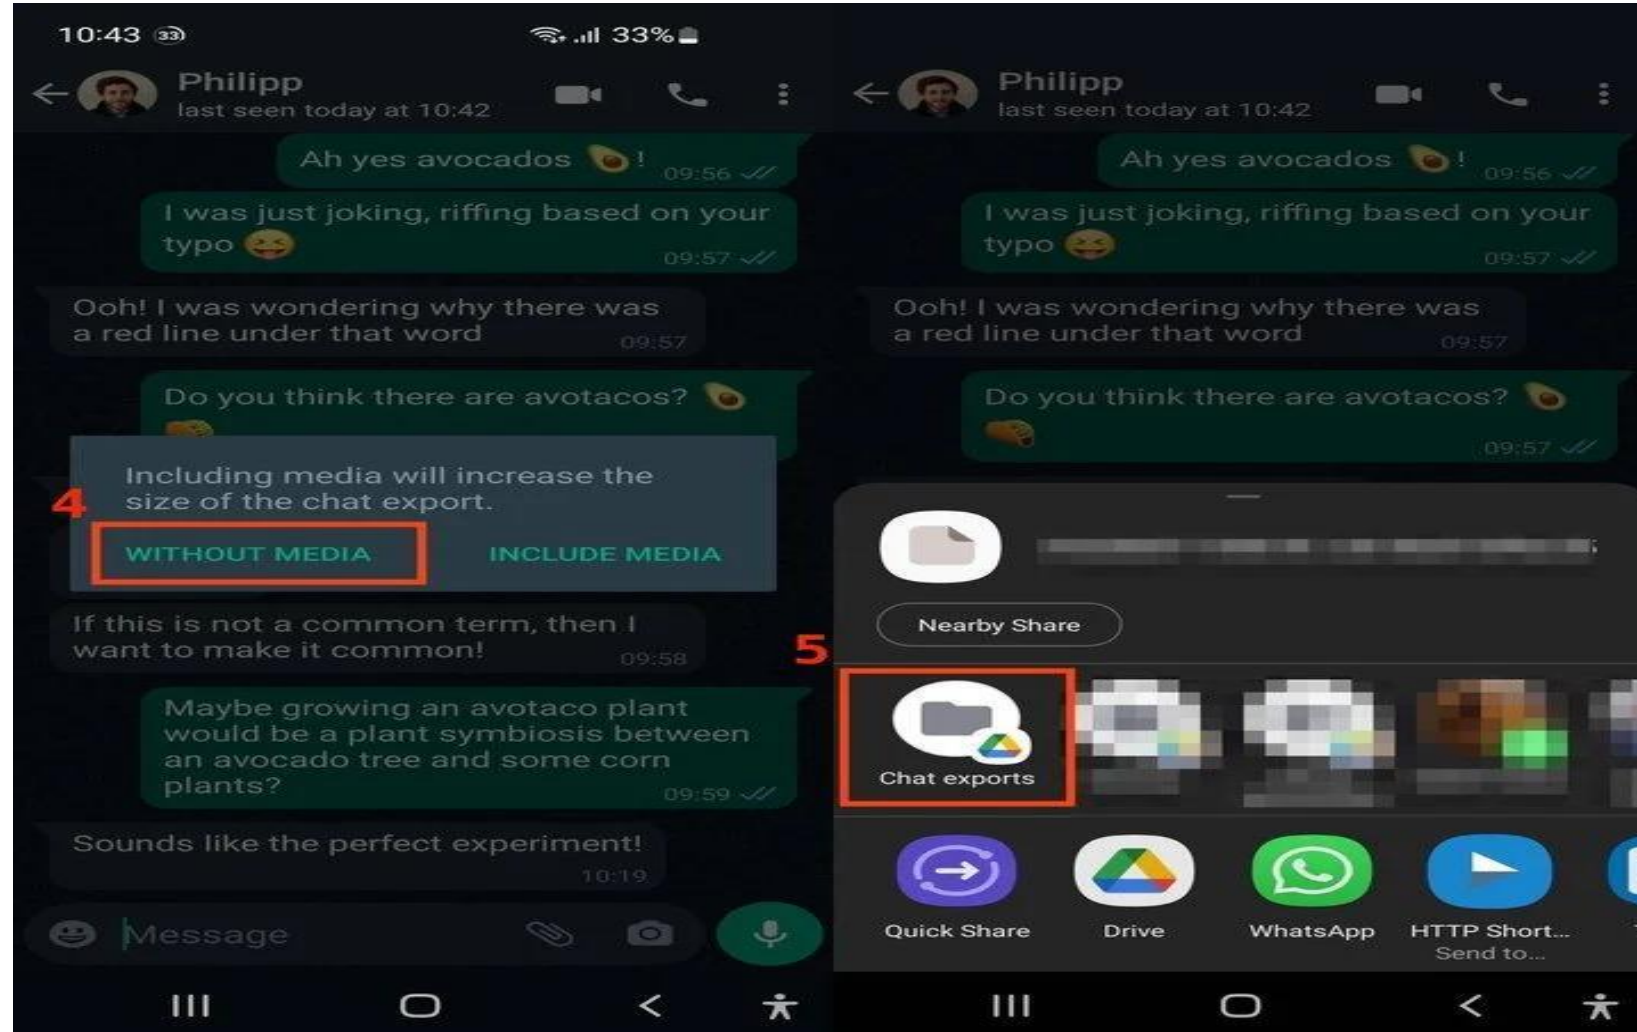 10:43 33
33%
Philipp
last seen today at 10:42
Ah yes avocados 🥑!
09:56
I was just joking, riffing based on your
typo 😝
09:57
Ooh! I was wondering why there was
a red line under that word
09:57
Do you think there are avotacos? 🥑
🌮
4
Including media will increase the
size of the chat export.
WITHOUT MEDIA
INCLUDE MEDIA
If this is not a common term, then I
want to make it common!
09:58
Maybe growing an avotaco plant
would be a plant symbiosis between
an avocado tree and some corn
plants?
09:59
Sounds like the perfect experiment!
10:19
Message
Philipp
last seen today at 10:42
Ah yes avocados 🥑!
09:56
I was just joking, riffing based on your
typo 😝
09:57
Ooh! I was wondering why there was
a red line under that word
09:57
Do you think there are avotacos? 🥑
🌮
09:57
Nearby Share
5
Chat exports
Quick Share
Drive
WhatsApp
HTTP Short...
Send to...